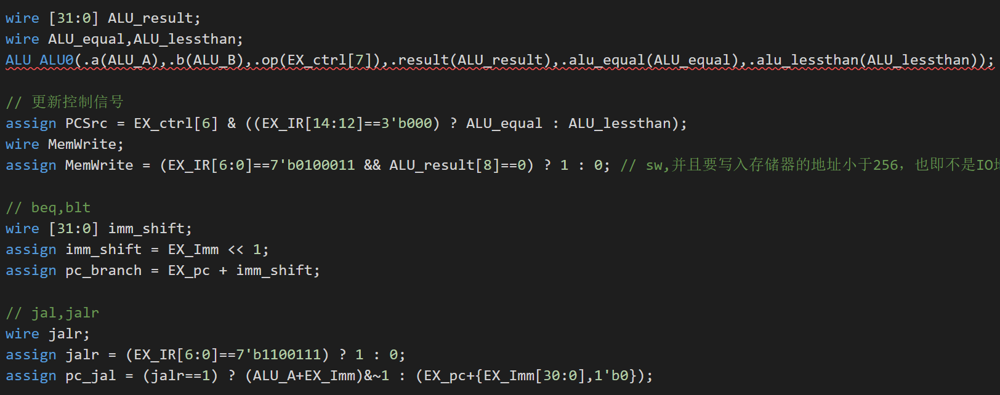 wire [31:0] ALU_result;
wire ALU_equal,ALU_lessthan;
ALU ALU0(.a(ALU_A),.b(ALU_B),.op(EX_ctrl[7]),.result(ALU_result),.alu_equal(ALU_equal),.alu_lessthan(ALU_lessthan));
// 更新控制信号
assign PCSrc = EX_ctrl[6] & ((EX_IR[14:12]==3'b000) ? ALU_equal : ALU_lessthan);
wire MemWrite;
assign MemWrite = (EX_IR[6:0]==7'b0100011 && ALU_result[8]==0) ? 1 : 0; // sw,并且要写入存储器的地址小于256，也即不是IO地
// beq,blt
wire [31:0] imm_shift;
assign imm_shift = EX_Imm << 1;
assign pc_branch = EX_pc + imm_shift;
// jal,jalr
wire jalr;
assign jalr = (EX_IR[6:0]==7'b1100111) ? 1 : 0;
assign pc_jal = (jalr==1) ? (ALU_A+EX_Imm)&~1 : (EX_pc+{EX_Imm[30:0],1'b0});